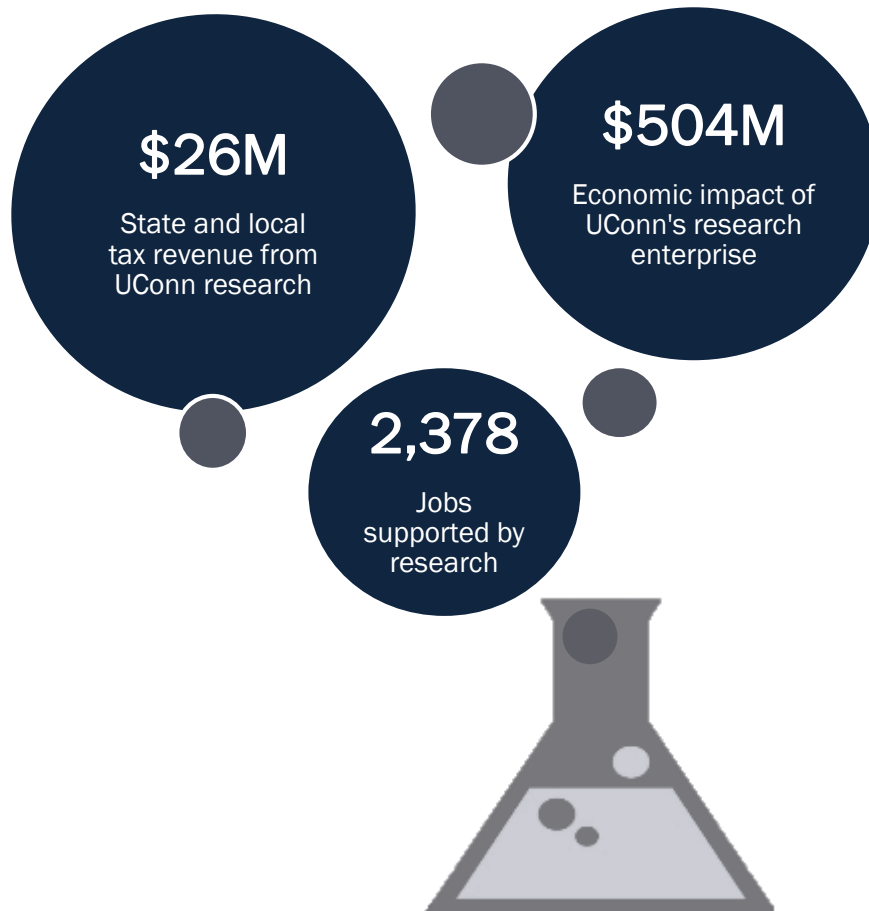 $26M
State and local
tax revenue from
UConn research
$504M
Economic impact of
UConn's research
enterprise
2,378
Jobs
supported by
research